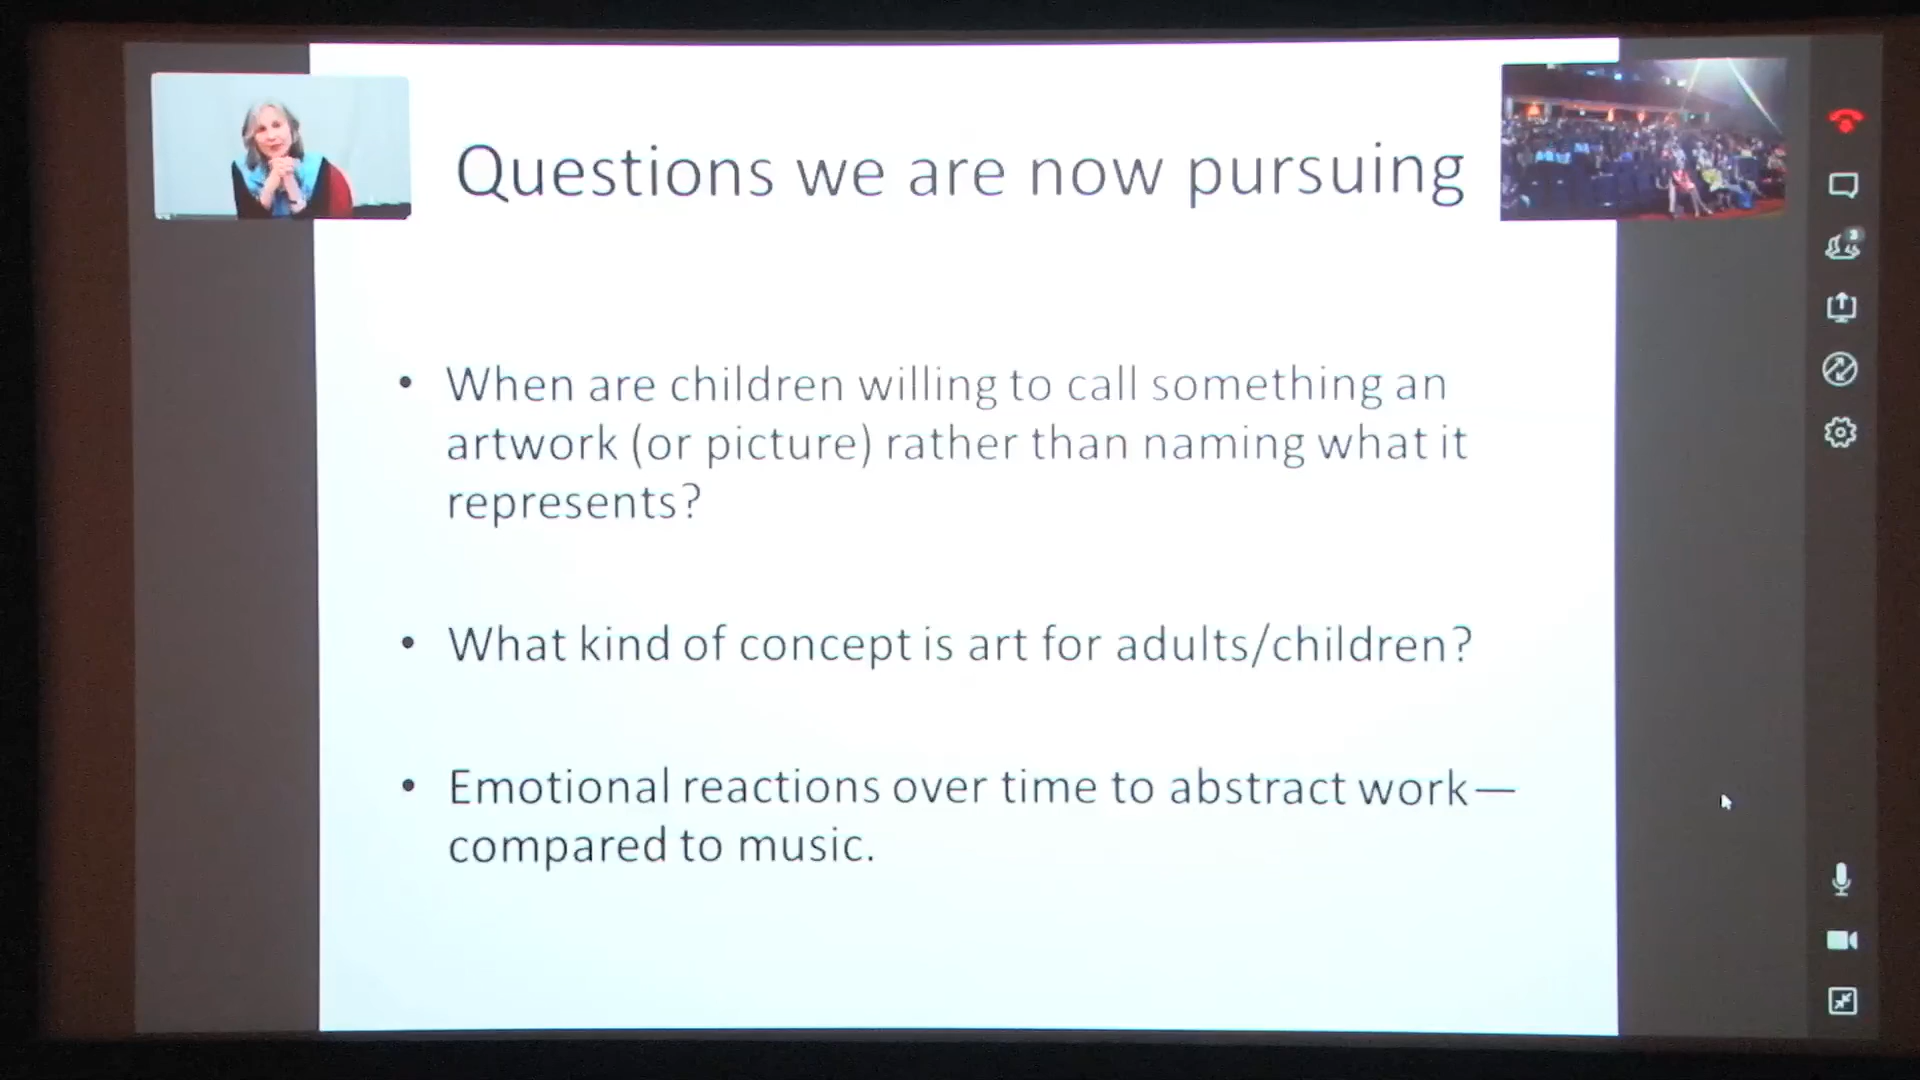 Questions we are now pursuing
3
• When are children willing to call something an
artwork (or picture) rather than naming what it
represents?
• What kind of concept is art for adults/children?
• Emotional reactions over time to abstract work—
compared to music.